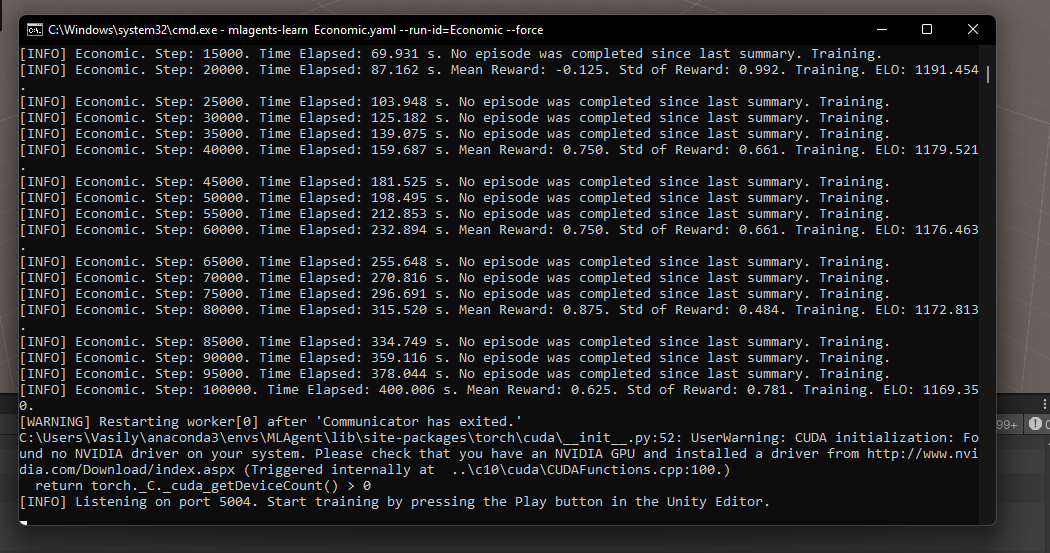 C:\Windows\system32\cmd.exe - mlagents-learn Economic.yaml --run-id=Economic --force
[INFO] Economic. Step: 15000. Time Elapsed: 69.931 s. No episode was completed since last summary. Training.
[INFO] Economic. Step: 20000. Time Elapsed: 87.162 s. Mean Reward: -0.125. Std of Reward: 0.992. Training. ELO: 1191.454
.
[INFO] Economic. Step: 25000. Time Elapsed: 103.948 s. No episode was completed since last summary. Training.
[INFO] Economic. Step: 30000. Time Elapsed: 125.182 s. No episode was completed since last summary. Training.
[INFO] Economic. Step: 35000. Time Elapsed: 139.075 s. No episode was completed since last summary. Training.
[INFO] Economic. Step: 40000. Time Elapsed: 159.687 s. Mean Reward: 0.750. Std of Reward: 0.661. Training. ELO: 1179.521
.
[INFO] Economic. Step: 45000. Time Elapsed: 181.525 s. No episode was completed since last summary. Training.
[INFO] Economic. Step: 50000. Time Elapsed: 198.495 s. No episode was completed since last summary. Training.
[INFO] Economic. Step: 55000. Time Elapsed: 212.853 s. No episode was completed since last summary. Training.
[INFO] Economic. Step: 60000. Time Elapsed: 232.894 s. Mean Reward: 0.750. Std of Reward: 0.661. Training. ELO: 1176.463
.
[INFO] Economic. Step: 65000. Time Elapsed: 255.648 s. No episode was completed since last summary. Training.
[INFO] Economic. Step: 70000. Time Elapsed: 270.816 s. No episode was completed since last summary. Training.
[INFO] Economic. Step: 75000. Time Elapsed: 296.691 s. No episode was completed since last summary. Training.
[INFO] Economic. Step: 80000. Time Elapsed: 315.520 s. Mean Reward: 0.875. Std of Reward: 0.484. Training. ELO: 1172.813
.
[INFO] Economic. Step: 85000. Time Elapsed: 334.749 s. No episode was completed since last summary. Training.
[INFO] Economic. Step: 90000. Time Elapsed: 359.116 s. No episode was completed since last summary. Training.
[INFO] Economic. Step: 95000. Time Elapsed: 378.044 s. No episode was completed since last summary. Training.
[INFO] Economic. Step: 100000. Time Elapsed: 400.006 s. Mean Reward: 0.625. Std of Reward: 0.781. Training. ELO: 1169.35
0.
[WARNING] Restarting worker[0] after 'Communicator has exited.'
C:\Users\Vasily\anaconda3\envs\MLAgent\lib\site-packages\torch\cuda\__init__.py:52: UserWarning: CUDA initialization: Fo
und no NVIDIA driver on your system. Please check that you have an NVIDIA GPU and installed a driver from http://www.nvi
dia.com/Download/index.aspx (Triggered internally at  ..\c10\cuda\CUDAFunctions.cpp:100.)
  return torch._C._cuda_getDeviceCount() > 0
[INFO] Listening on port 5004. Start training by pressing the Play button in the Unity Editor.
99+